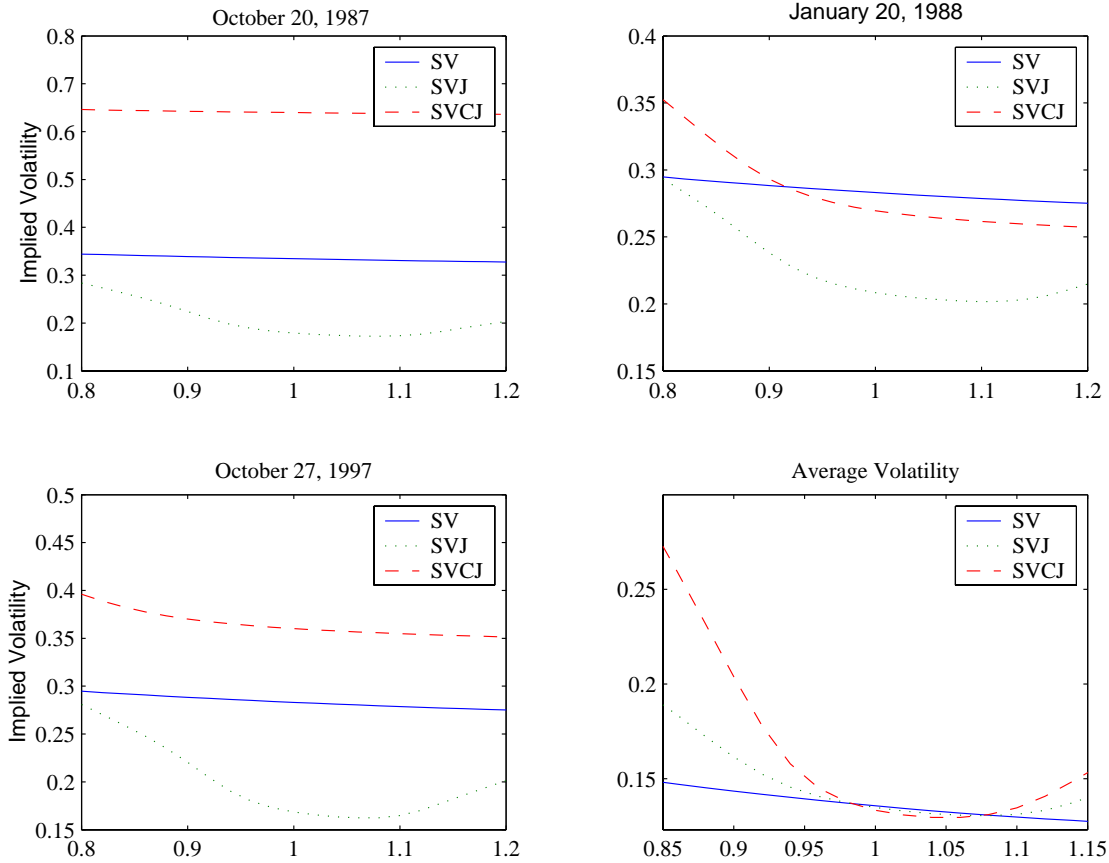 October 20, 1987
0.8
0.7
0.6
0.5
0.4
0.3
0.2
0.1
Implied Volatility
SV
SVJ
SVCJ
0.8 0.9 1 1.1 1.2
January 20, 1988
0.4
0.35
0.3
0.25
0.2
0.15
SV
SVJ
SVCJ
0.8 0.9 1 1.1 1.2
October 27, 1997
0.5
0.45
0.4
0.35
0.3
0.25
0.2
0.15
Implied Volatility
SV
SVJ
SVCJ
0.8 0.9 1 1.1 1.2
Average Volatility
0.25
0.2
0.15
SV
SVJ
SVCJ
0.85 0.9 0.95 1 1.05 1.10 1.15